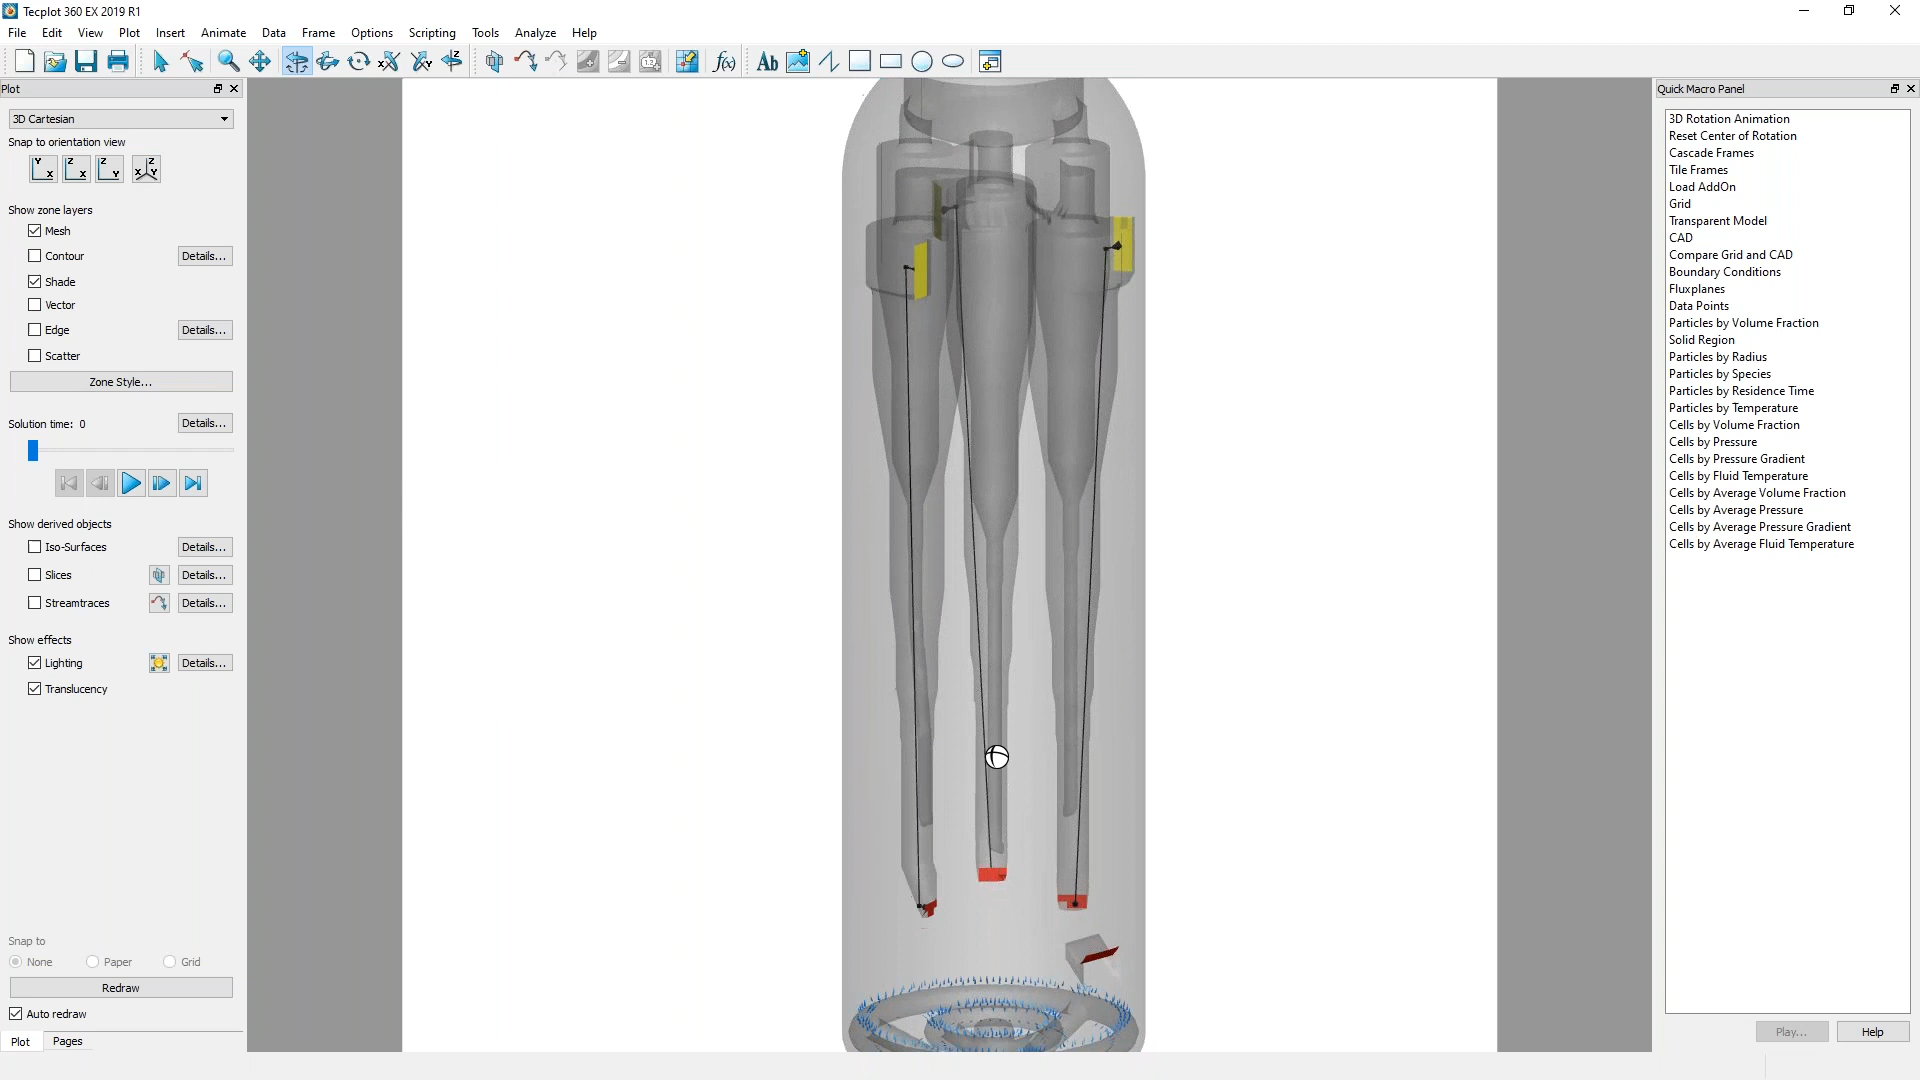 Tecplot 360 EX 2019 R1
File Edit View Plot Insert Animate Data Frame Options Scripting Tools Analyze Help
Ab
f(x)
Plot
3D Cartesian
Snap to orientation view
Y X
Z X
Z Y
Z X Y
Show zone layers
Mesh
Contour Details...
Shade
Vector
Edge Details...
Scatter
Zone Style...
Solution time: 0 Details...
Show derived objects
Iso-Surfaces Details...
Slices Details...
Streamtraces Details...
Show effects
Lighting Details...
Translucency
Snap to
None Paper Grid
Redraw
Auto redraw
Plot Pages
Quick Macro Panel
3D Rotation Animation
Reset Center of Rotation
Cascade Frames
Tile Frames
Load AddOn
Grid
Transparent Model
CAD
Compare Grid and CAD
Boundary Conditions
Fluxplanes
Data Points
Particles by Volume Fraction
Solid Region
Particles by Radius
Particles by Species
Particles by Residence Time
Particles by Temperature
Cells by Volume Fraction
Cells by Pressure
Cells by Pressure Gradient
Cells by Fluid Temperature
Cells by Average Volume Fraction
Cells by Average Pressure
Cells by Average Pressure Gradient
Cells by Average Fluid Temperature
Play... Help